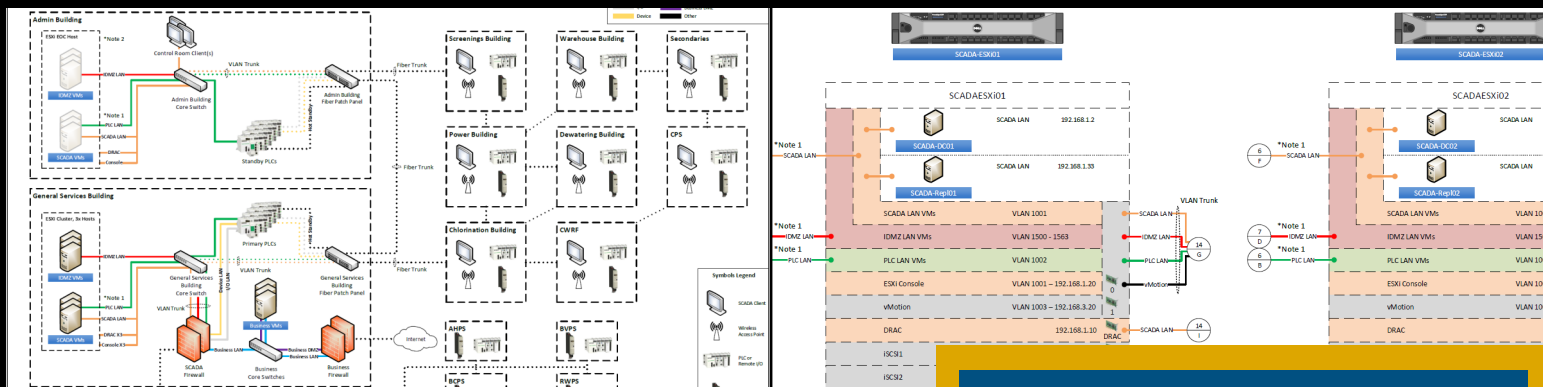 Admin Building
ESXi EDC Host
*Note 2
IDMZ LAN
IDMZ VMs
*Note 1
PLC LAN
SCADA LAN
SCADA VMs
DRAC
Console
Control Room Client(s)
VLAN Trunk
Admin Building
Core Switch
Standby PLCs
Hot Standby
Admin Building
Fiber Patch Panel
Fiber Trunk
Fiber Trunk
Fiber Trunk
General Services Building
ESXi Cluster, 3x Hosts
IDMZ LAN
IDMZ VMs
*Note 1
PLC LAN
SCADA LAN
SCADA VMs
DRAC X3
Console X3
Primary PLCs
Hot Standby
General Services
Building
Core Switch
VLAN Trunk
VLAN Trunk
Device LAN
I/O LAN
Business VMs
General Services
Building
Fiber Patch Panel
SCADA
Firewall
Business LAN
Business DMZ
Business LAN
Business
Core Switches
Business
Firewall
Internet
Device
Other
Screenings Building
Warehouse Building
Secondaries
Power Building
Dewatering Building
CPS
Chlorination Building
CWRF
AHPS
BVPS
BCPS
RWPS
Symbols Legend
SCADA Client
Wireless
Access Point
PLC or
Remote I/O
SCADA-ESXi01
SCADAESXi01
SCADA LAN
192.168.1.2
SCADA-DC01
SCADA LAN
192.168.1.33
SCADA-Repl01
*Note 1
SCADA LAN
*Note 1
IDMZ LAN
*Note 1
PLC LAN
SCADA LAN VMs
VLAN 1001
IDMZ LAN VMs
VLAN 1500 - 1563
PLC LAN VMs
VLAN 1002
ESXi Console
VLAN 1001 – 192.168.1.20
0
vMotion
VLAN 1003 – 192.168.3.20
1
DRAC
192.168.1.10
DRAC
iSCSI1
iSCSI2
VLAN Trunk
SCADA LAN
IDMZ LAN
PLC LAN
vMotion
14
G
SCADA LAN
14
I
SCADA-ESXi02
SCADAESXi02
SCADA LAN
SCADA-DC02
SCADA LAN
SCADA-Repl02
6
F
*Note 1
SCADA LAN
7
D
*Note 1
IDMZ LAN
6
B
*Note 1
PLC LAN
SCADA LAN VMs
VLAN 10
IDMZ LAN VMs
VLAN 15
PLC LAN VMs
VLAN 10
ESXi Console
VLAN 10
vMotion
VLAN 10
DRAC